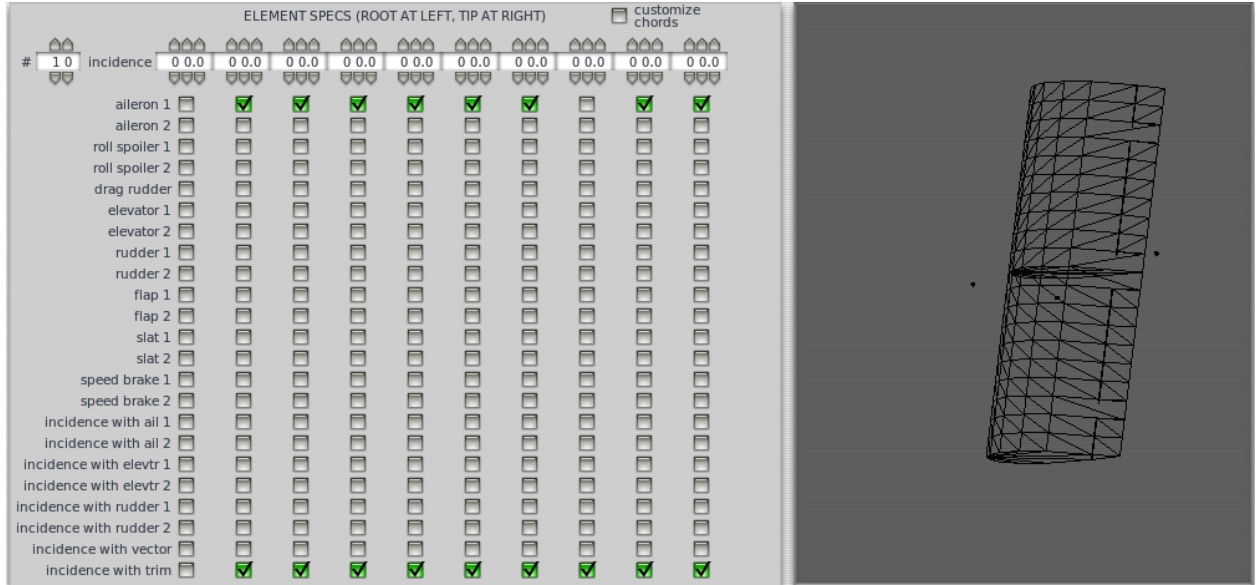 ELEMENT SPECS (ROOT AT LEFT, TIP AT RIGHT)
customize
chords
# 1 0 incidence 0 0.0 0 0.0 0 0.0 0 0.0 0 0.0 0 0.0 0 0.0 0 0.0 0 0.0 0 0.0
aileron 1
aileron 2
roll spoiler 1
roll spoiler 2
drag rudder
elevator 1
elevator 2
rudder 1
rudder 2
flap 1
flap 2
slat 1
slat 2
speed brake 1
speed brake 2
incidence with ail 1
incidence with ail 2
incidence with elevtr 1
incidence with elevtr 2
incidence with rudder 1
incidence with rudder 2
incidence with vector
incidence with trim